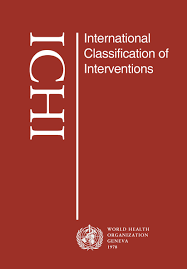 ICHI
International
Classification of
Interventions
WORLD HEALTH
ORGANIZATION
GENEVA
1978